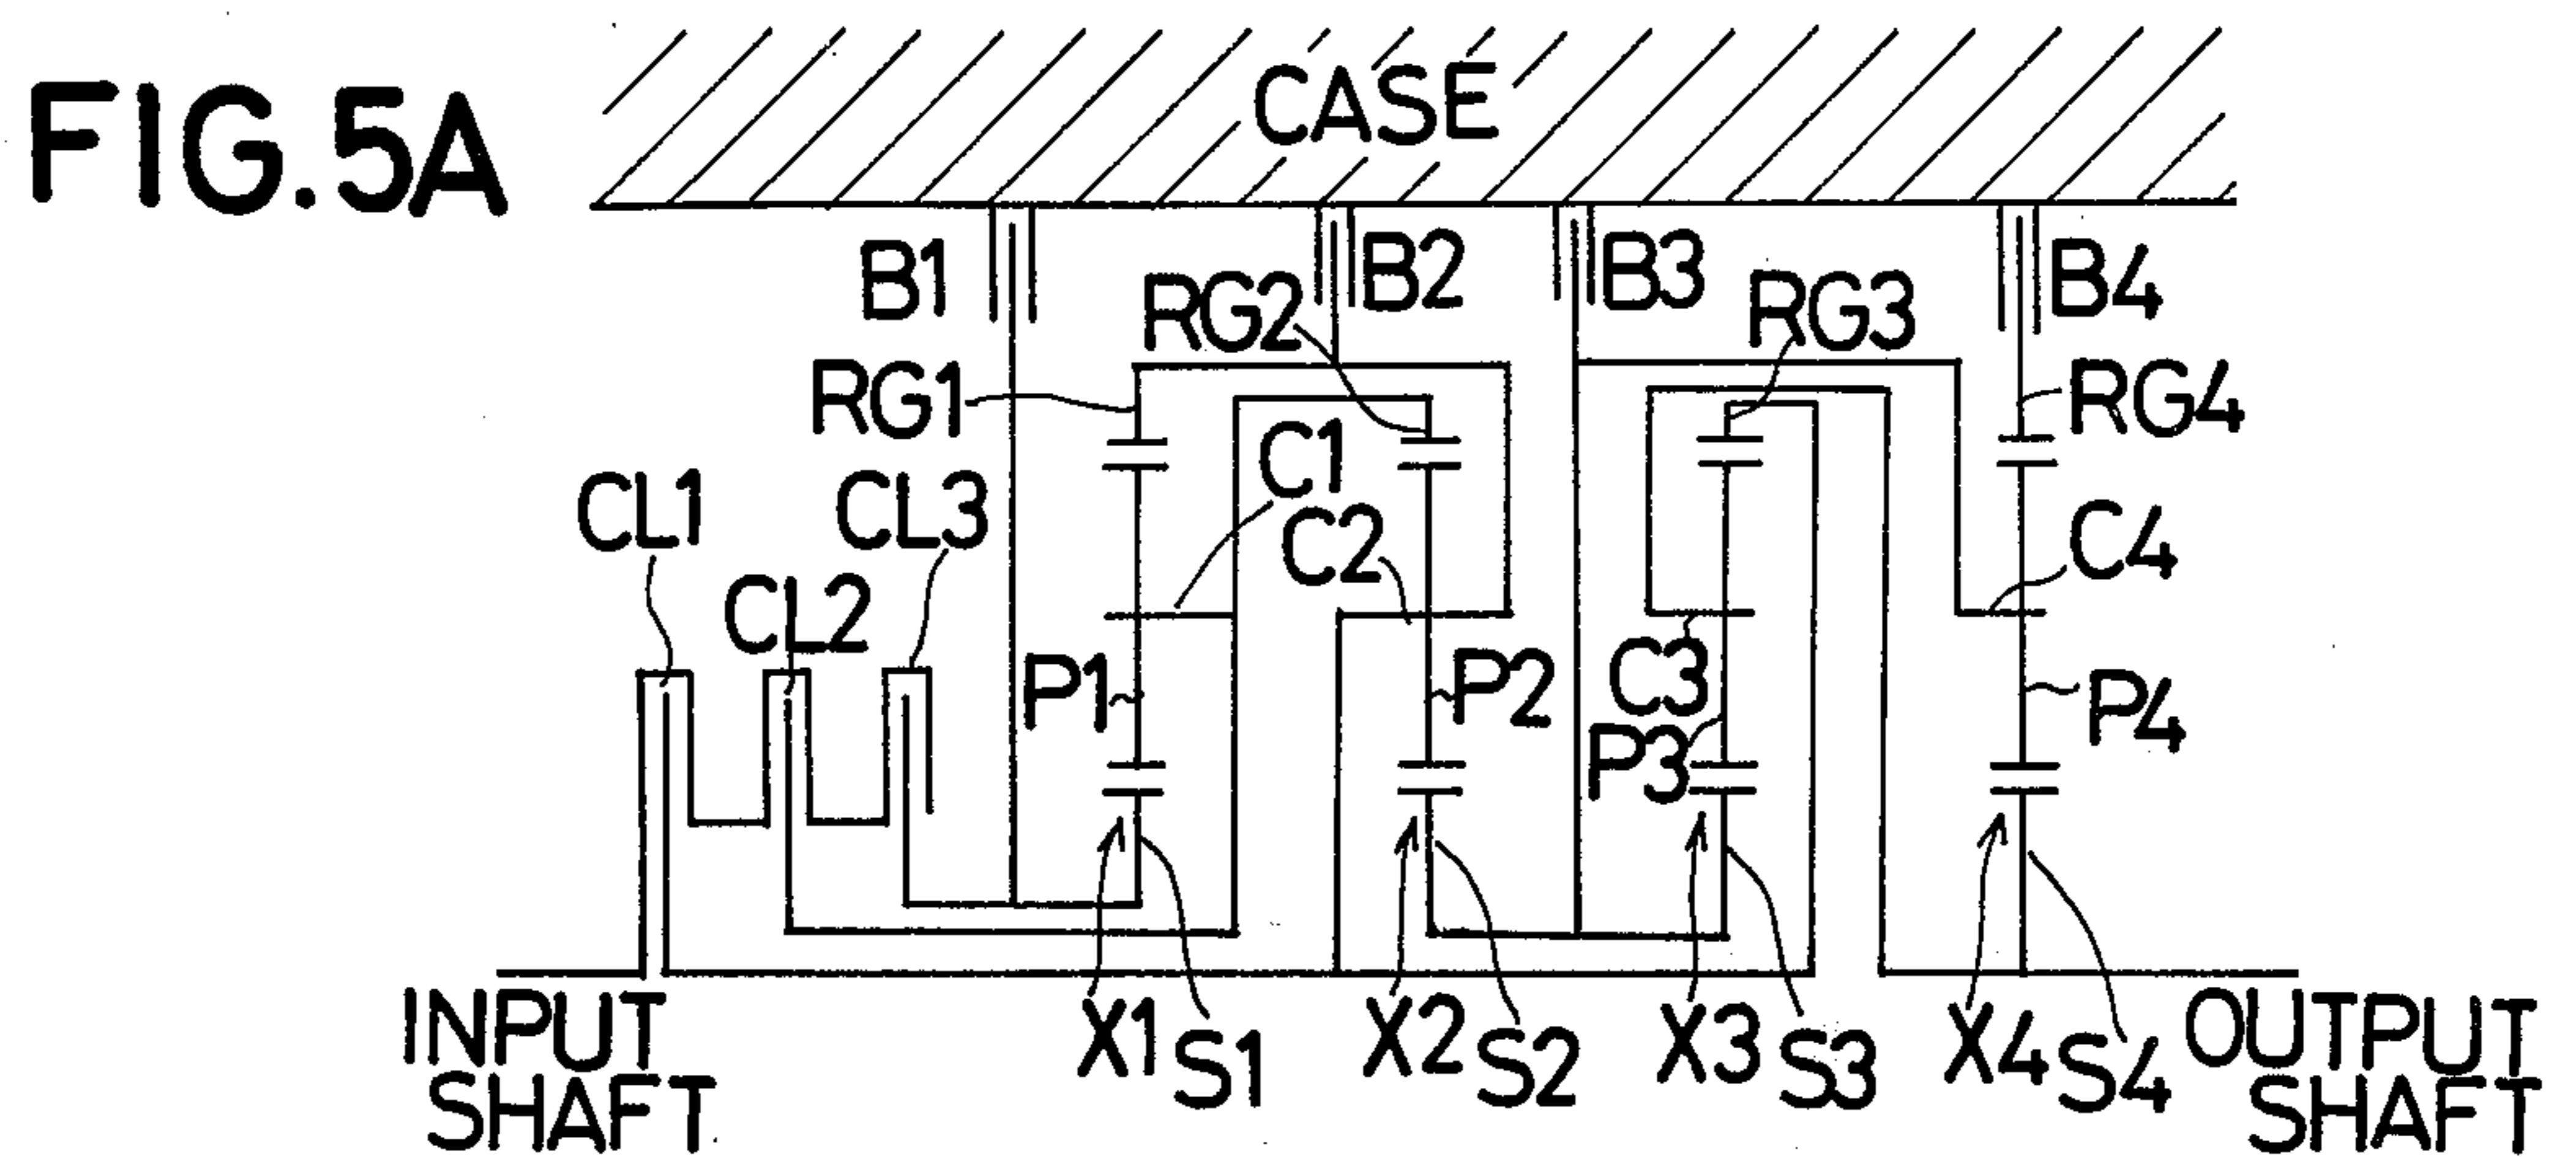 FIG.5A
CASE
B1
B2
B3
B4
RG2
RG3
RG1
RG4
C1
CL1
CL3
C2
C4
CL2
P1
P2
C3
P4
P3
X1
S1
X2
S2
X3
S3
X4
S4
INPUT
SHAFT
OUTPUT
SHAFT